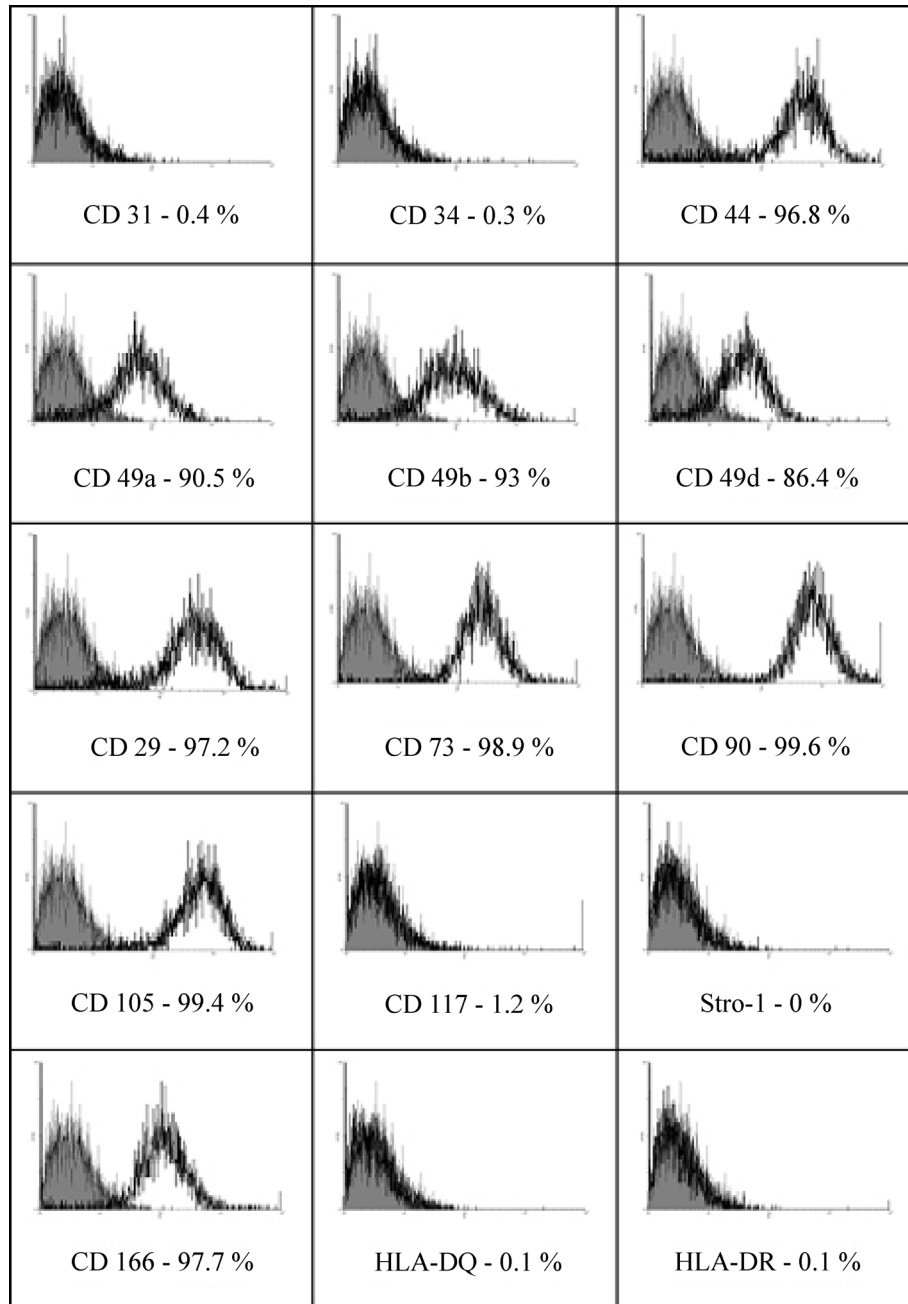 CD 31 - 0.4 %
CD 34 - 0.3 %
CD 44 - 96.8 %
CD 49a - 90.5 %
CD 49b - 93 %
CD 49d - 86.4 %
CD 29 - 97.2 %
CD 73 - 98.9 %
CD 90 - 99.6 %
CD 105 - 99.4 %
CD 117 - 1.2 %
Stro-1 - 0 %
CD 166 - 97.7 %
HLA-DQ - 0.1 %
HLA-DR - 0.1 %